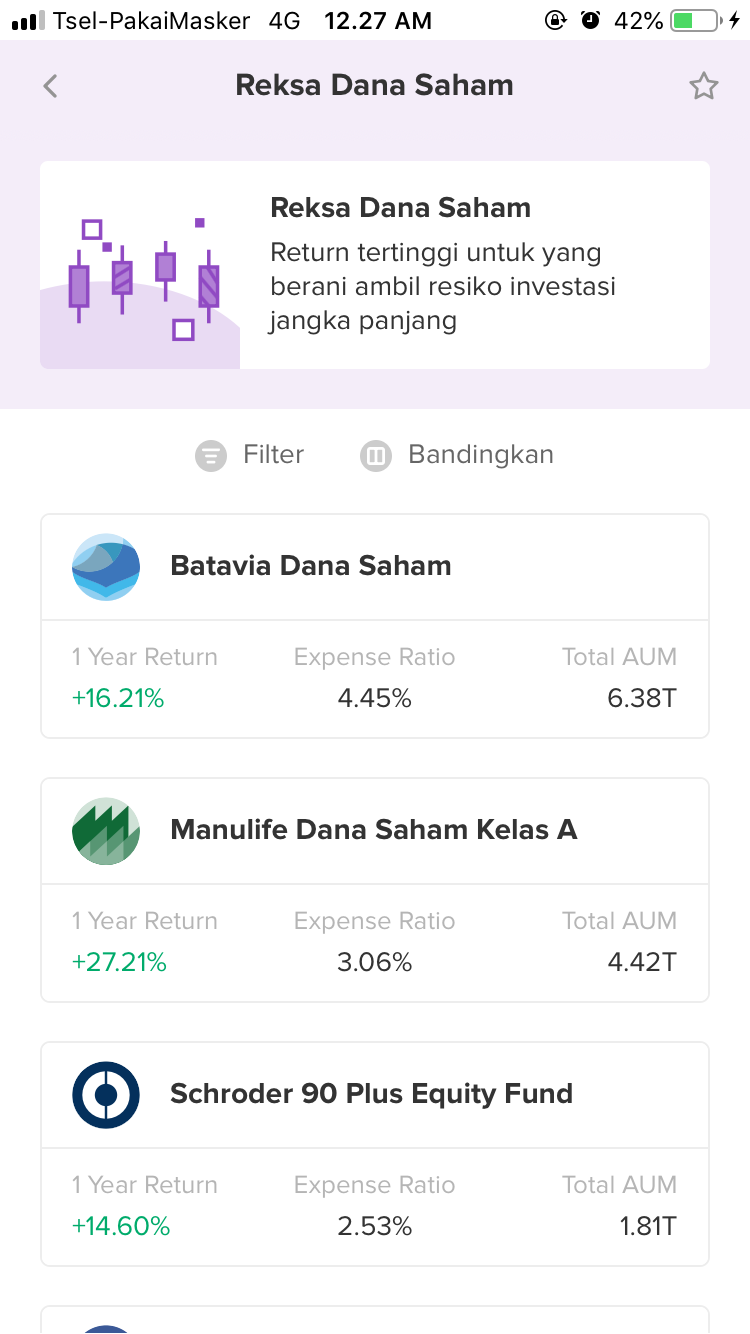 Tsel-PakaiMasker 4G 12.27 AM 42%
Reksa Dana Saham
Reksa Dana Saham
Return tertinggi untuk yang
berani ambil resiko investasi
jangka panjang
Filter Bandingkan
Batavia Dana Saham
1 Year Return Expense Ratio Total AUM
+16.21% 4.45% 6.38T
Manulife Dana Saham Kelas A
1 Year Return Expense Ratio Total AUM
+27.21% 3.06% 4.42T
Schroder 90 Plus Equity Fund
1 Year Return Expense Ratio Total AUM
+14.60% 2.53% 1.81T